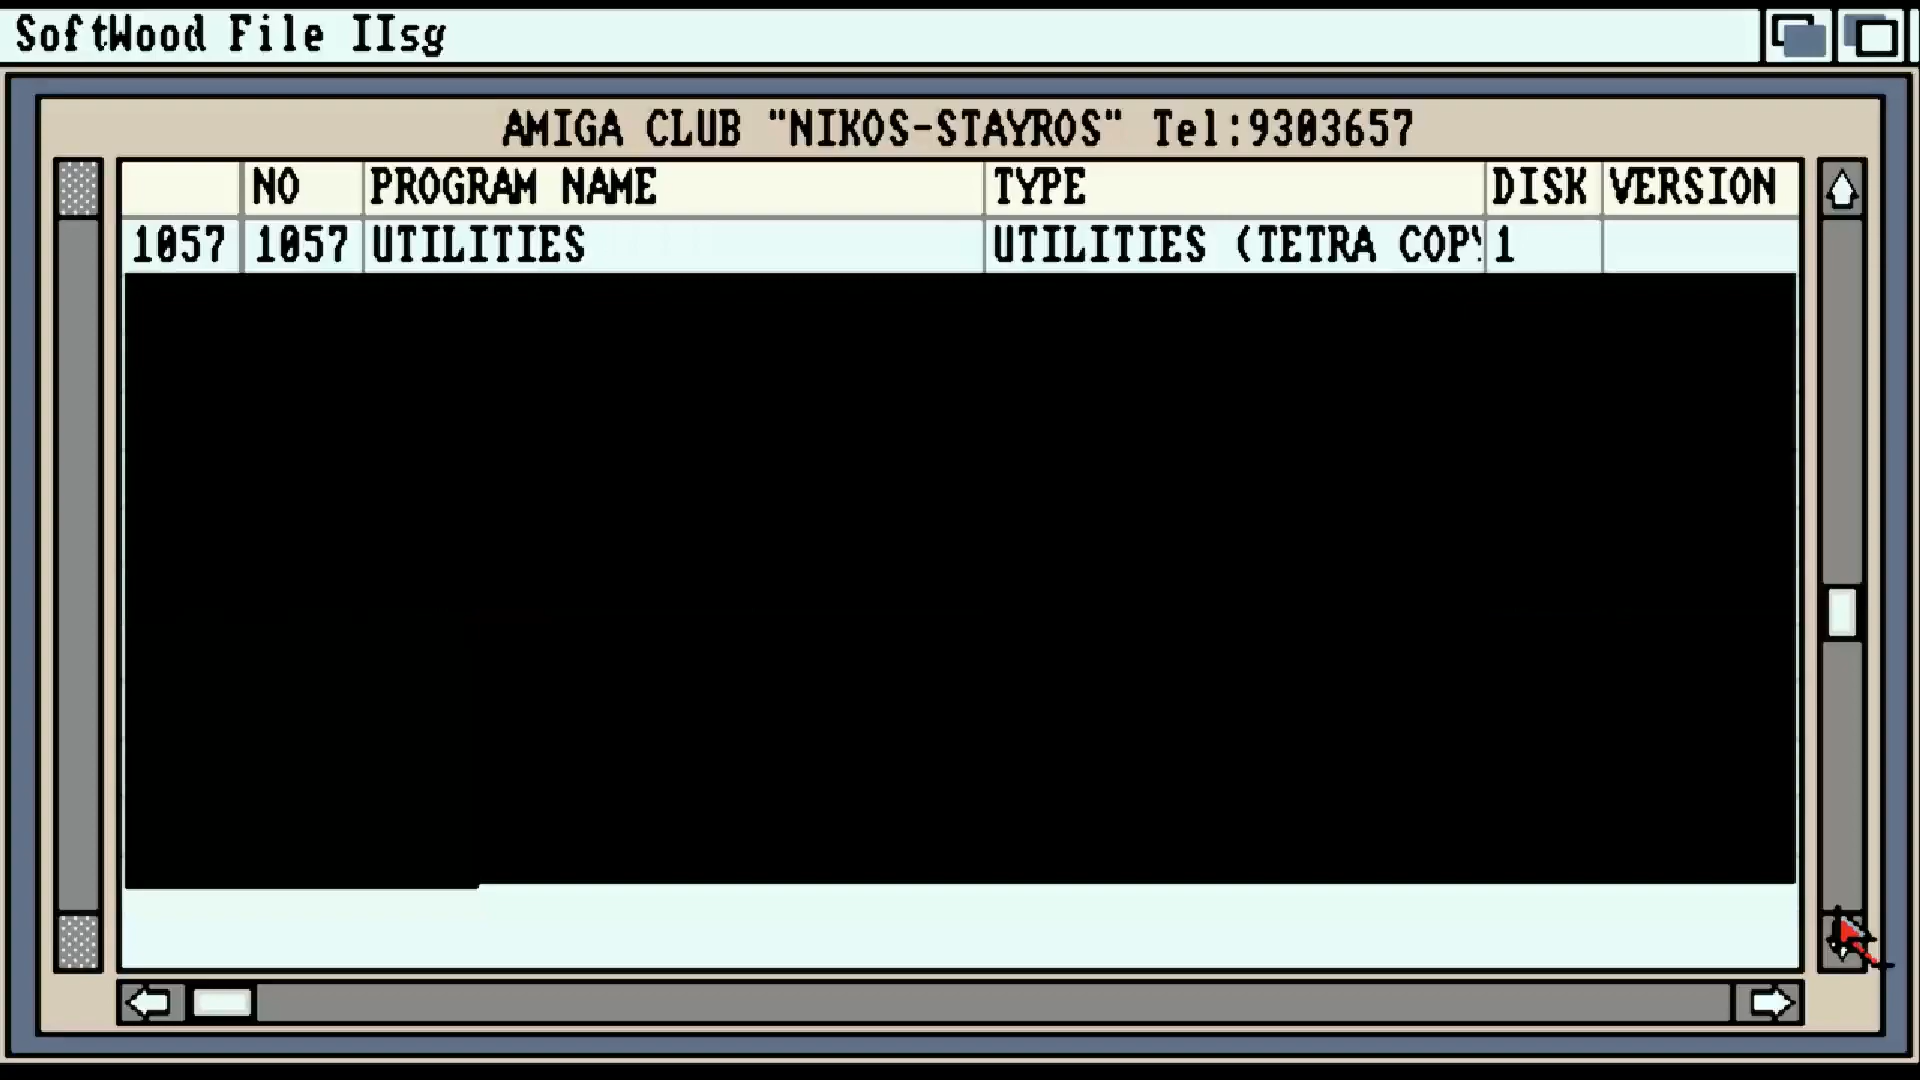 SoftWood File IIsg
AMIGA CLUB "NIKOS-STAYROS" Tel:9303657
NO PROGRAM NAME TYPE DISK VERSION
1057 1057 UTILITIES UTILITIES (TETRA COPY 1